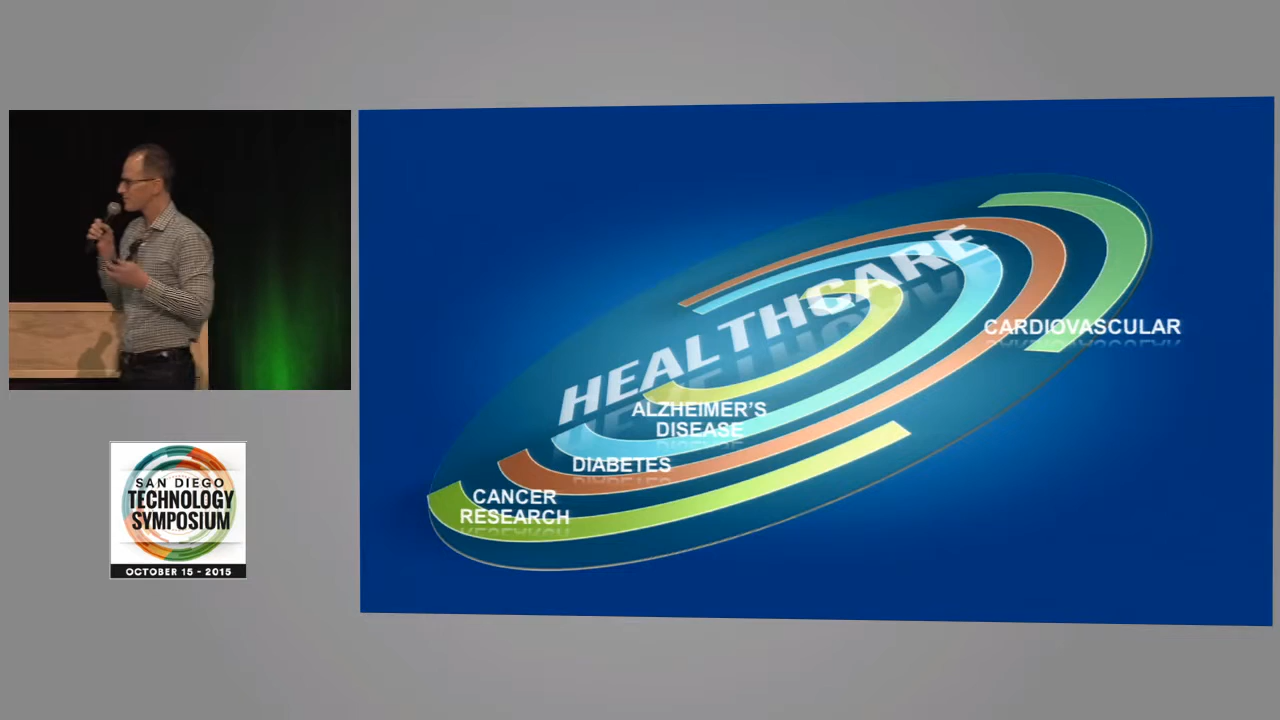 HEALTHCARE
CARDIOVASCULAR
ALZHEIMER'S
DISEASE
DIABETES
CANCER
RESEARCH
SAN DIEGO
TECHNOLOGY
SYMPOSIUM
OCTOBER 15 - 2015